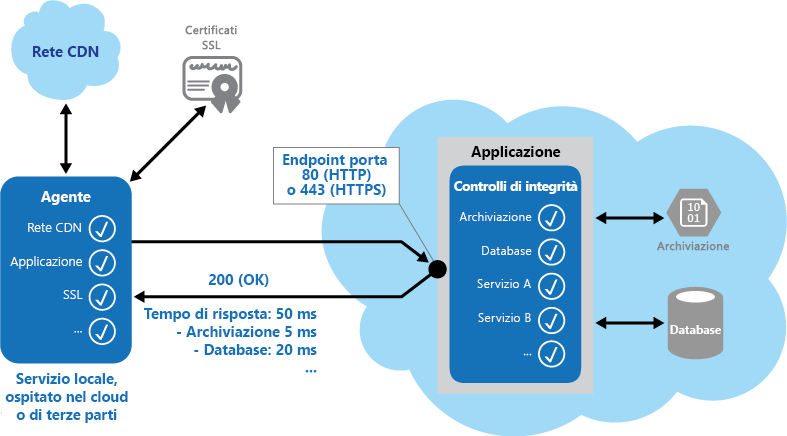 Rete CDN
Certificati
SSL
Agente
Rete CDN
Applicazione
SSL
...
Servizio locale,
ospitato nel cloud
o di terze parti
Endpoint porta
80 (HTTP)
o 443 (HTTPS)
200 (OK)
Tempo di risposta: 50 ms
- Archiviazione 5 ms
- Database: 20 ms
...
Applicazione
Controlli di integrità
Archiviazione
Database
Servizio A
Servizio B
...
10
01
Archiviazione
Database